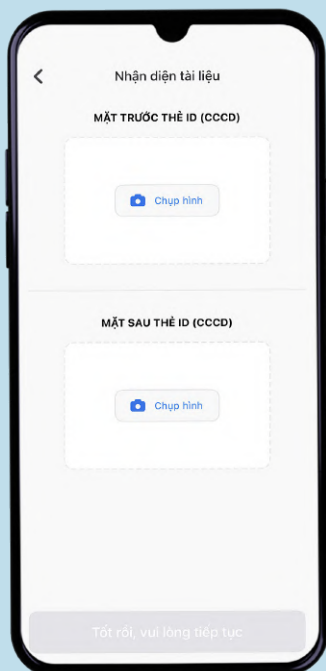 Nhận diện tài liệu
MẶT TRƯỚC THẺ ID (CCCD)
Chụp hình
MẶT SAU THẺ ID (CCCD)
Chụp hình
Tốt rồi, vui lòng tiếp tục